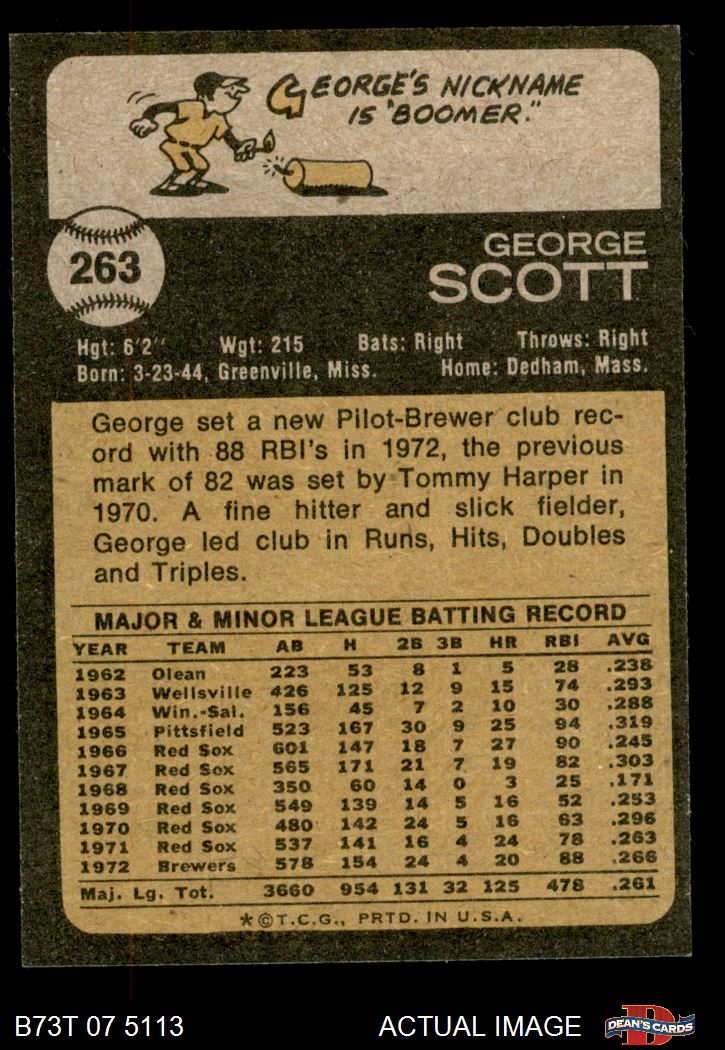 GEORGE'S NICKNAME
IS "BOOMER."
263
GEORGE
SCOTT
Hgt: 6'2" Wgt: 215 Bats: Right Throws: Right
Born: 3-23-44, Greenville, Miss. Home: Dedham, Mass.
George set a new Pilot-Brewer club rec-
ord with 88 RBI's in 1972, the previous
mark of 82 was set by Tommy Harper in
1970. A fine hitter and slick fielder,
George led club in Runs, Hits, Doubles
and Triples.
MAJOR & MINOR LEAGUE BATTING RECORD
YEAR TEAM AB H 2B 3B HR RBI AVG
1962 Olean 223 53 8 1 5 28 .238
1963 Wellsville 426 125 12 9 15 74 .293
1964 Win.-Sal. 156 45 7 2 10 30 .288
1965 Pittsfield 523 167 30 9 25 94 .319
1966 Red Sox 601 147 18 7 27 90 .245
1967 Red Sox 565 171 21 7 19 82 .303
1968 Red Sox 350 60 14 0 3 25 .171
1969 Red Sox 549 139 14 5 16 52 .253
1970 Red Sox 480 142 24 5 16 63 .296
1971 Red Sox 537 141 16 4 24 78 .263
1972 Brewers 578 154 24 4 20 88 .266
Maj. Lg. Tot. 3660 954 131 32 125 478 .261
*©T.C.G., PRTD. IN U.S.A.
B73T 07 5113 ACTUAL IMAGE
D
DEAN'S CARDS